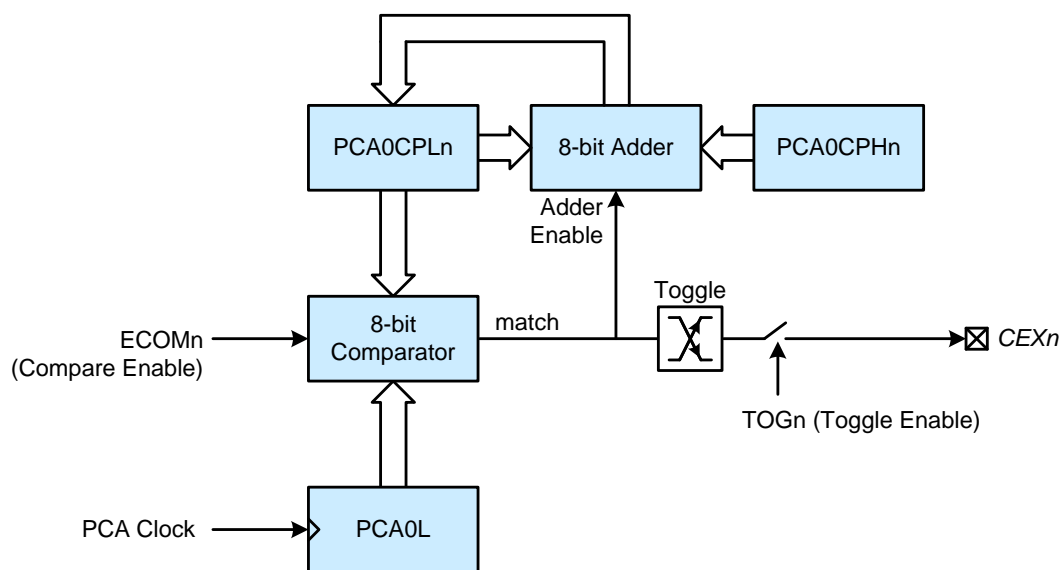 PCA0CPLn
8-bit Adder
PCA0CPHn
Adder
Enable
Toggle
ECOMn
(Compare Enable)
8-bit
Comparator
match
CEXn
TOGn (Toggle Enable)
PCA Clock
PCA0L